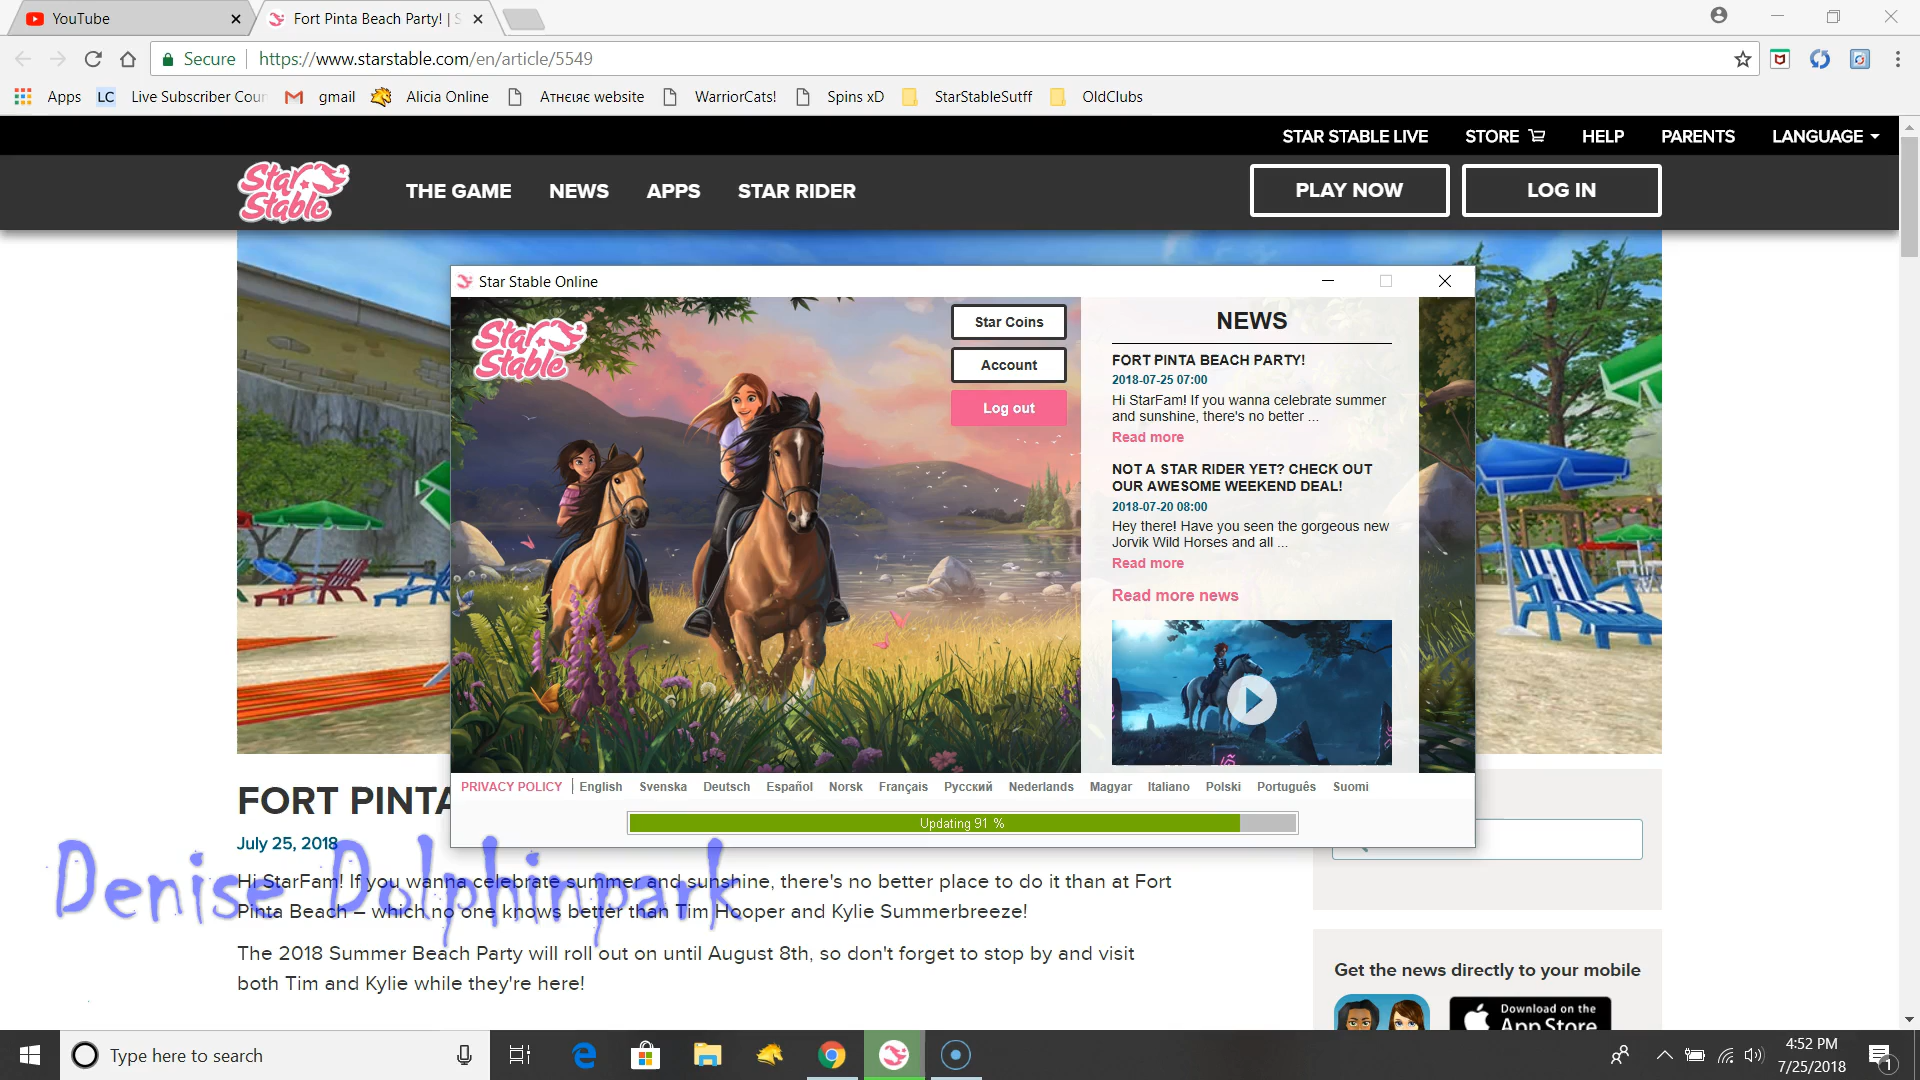 YouTube
Fort Pinta Beach Party! | S
Secure
https://www.starstable.com/en/article/5549
Apps
LC Live Subscriber Coun
gmail
Alicia Online
Aтнєιяє website
WarriorCats!
Spins xD
StarStableSutff
OldClubs
STAR STABLE LIVE
STORE
HELP
PARENTS
LANGUAGE
Star Stable
THE GAME
NEWS
APPS
STAR RIDER
PLAY NOW
LOG IN
Star Stable Online
Star Stable
Star Coins
Account
Log out
NEWS
FORT PINTA BEACH PARTY!
2018-07-25 07:00
Hi StarFam! If you wanna celebrate summer
and sunshine, there's no better ...
Read more
NOT A STAR RIDER YET? CHECK OUT
OUR AWESOME WEEKEND DEAL!
2018-07-20 08:00
Hey there! Have you seen the gorgeous new
Jorvik Wild Horses and all ...
Read more
Read more news
PRIVACY POLICY
English
Svenska
Deutsch
Español
Norsk
Français
Русский
Nederlands
Magyar
Italiano
Polski
Português
Suomi
Updating 91 %
FORT PINTA
July 25, 2018
Denise Dolphinpark
Hi StarFam! If you wanna celebrate summer and sunshine, there's no better place to do it than at Fort
Pinta Beach – which no one knows better than Tim Hooper and Kylie Summerbreeze!
The 2018 Summer Beach Party will roll out on until August 8th, so don't forget to stop by and visit
both Tim and Kylie while they're here!
Get the news directly to your mobile
Download on the
App Store
Type here to search
4:52 PM
7/25/2018
1